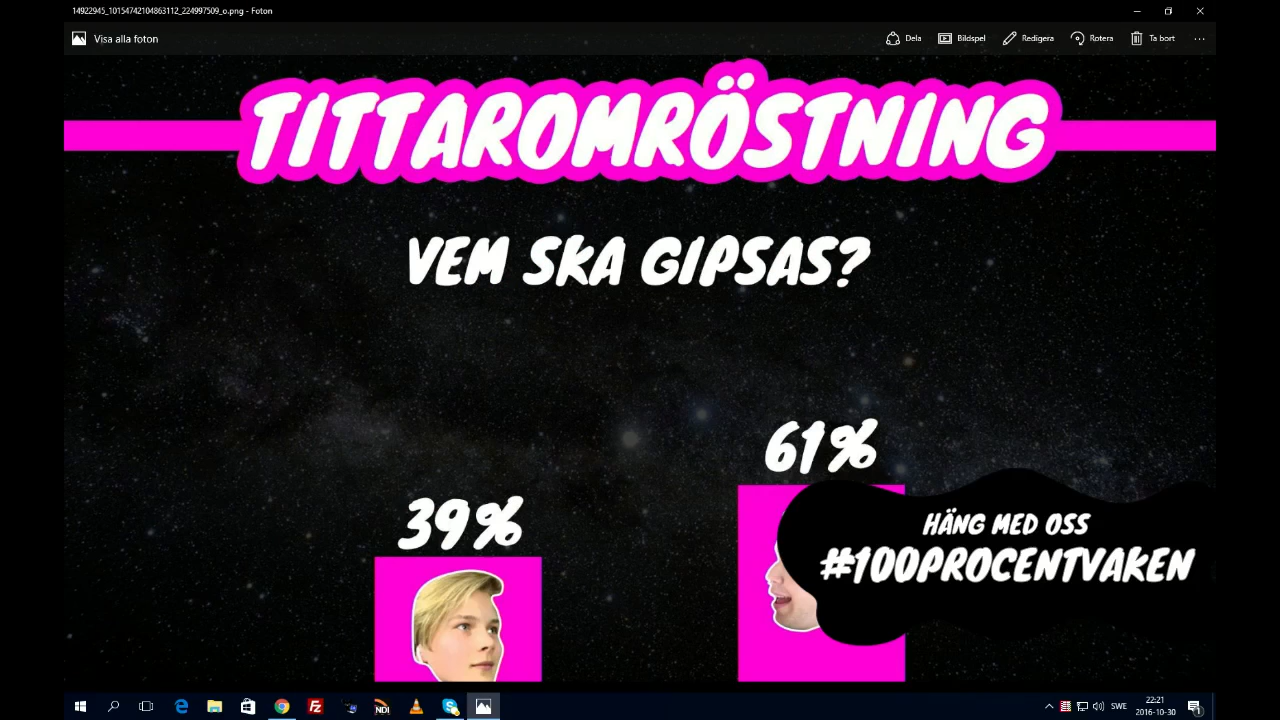 14922945_10154742104863112_224997509_o.png - Foton
Visa alla foton
Dela
Bildspel
Redigera
Rotera
Ta bort
TITTAROMRÖSTNING
VEM SKA GIPSAS?
61%
39%
HÄNG MED OSS
#100PROCENTVAKEN
NDI
SWE
22:21
2016-10-30